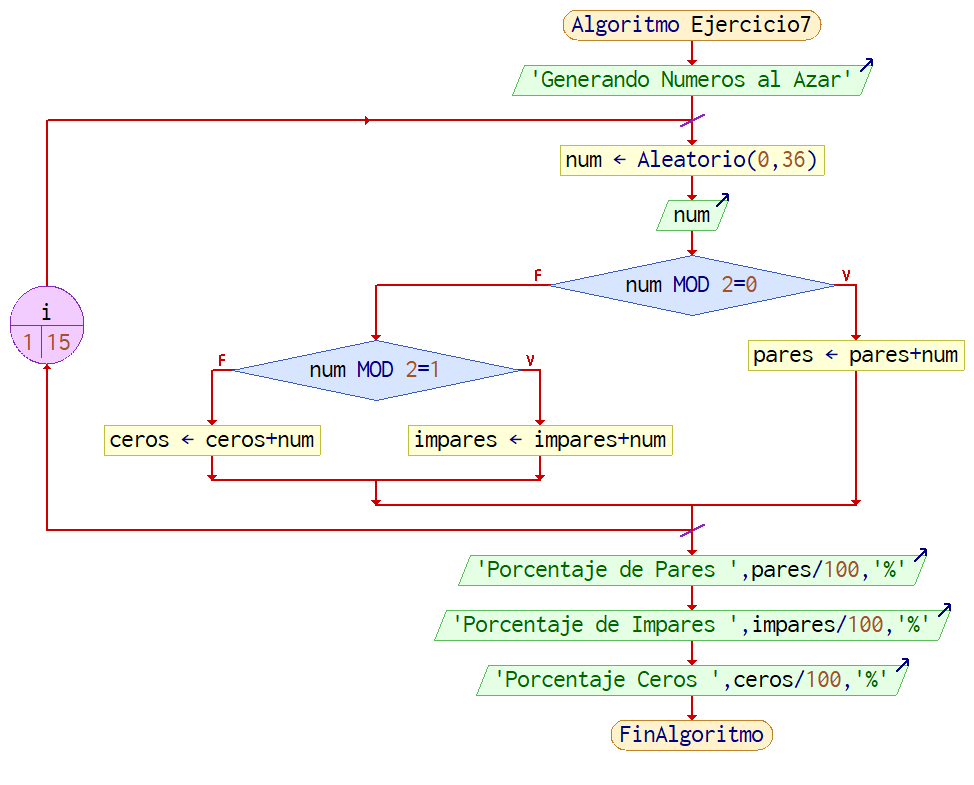 Algoritmo Ejercicio7
'Generando Numeros al Azar'
num ← Aleatorio(0,36)
num
num MOD 2=0
F
V
i
1 15
pares ← pares+num
num MOD 2=1
F
V
ceros ← ceros+num
impares ← impares+num
'Porcentaje de Pares ',pares/100,'%'
'Porcentaje de Impares ',impares/100,'%'
'Porcentaje Ceros ',ceros/100,'%'
FinAlgoritmo